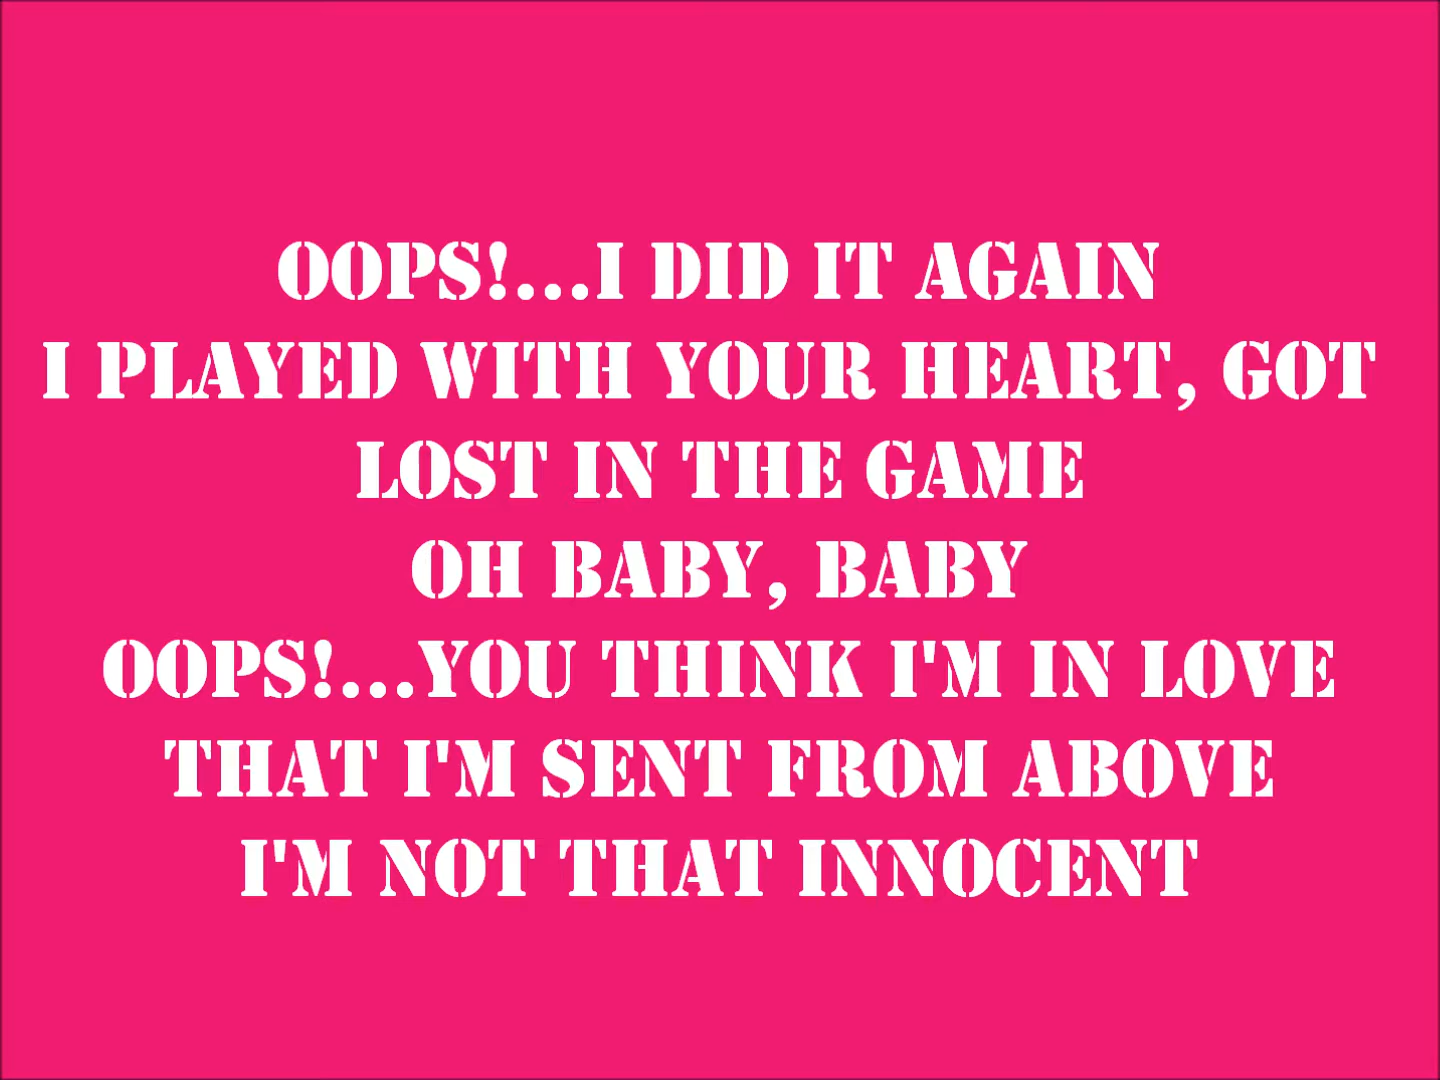 OOPS!...I DID IT AGAIN
I PLAYED WITH YOUR HEART, GOT
LOST IN THE GAME
OH BABY, BABY
OOPS!...YOU THINK I'M IN LOVE
THAT I'M SENT FROM ABOVE
I'M NOT THAT INNOCENT